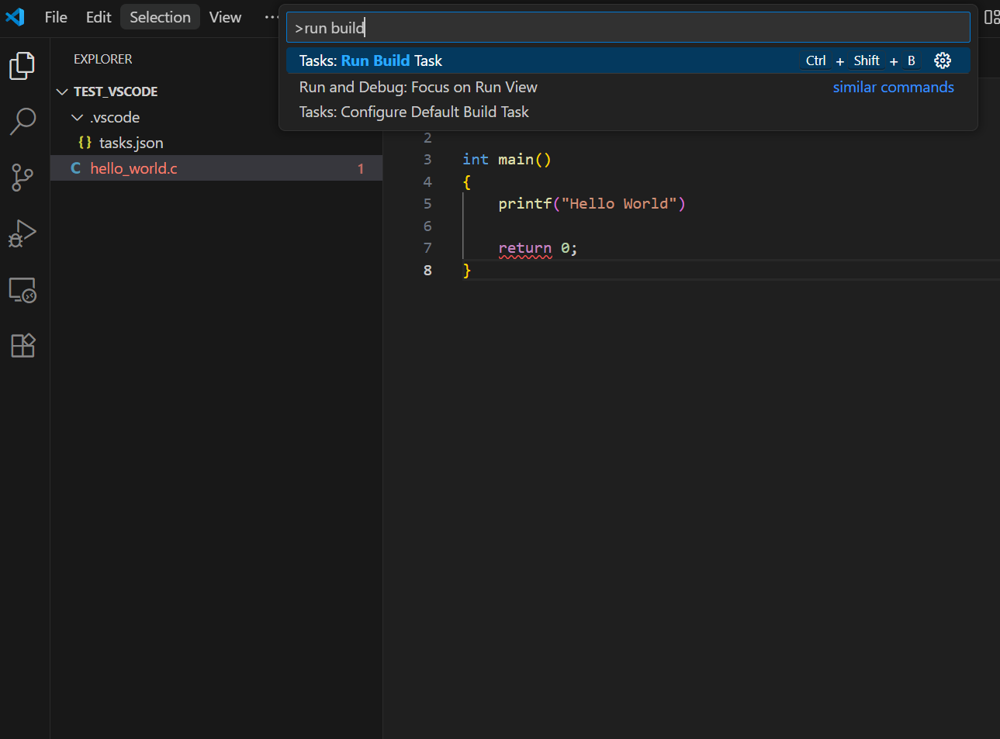 File Edit Selection View ···
>run build
Tasks: Run Build Task Ctrl + Shift + B
Run and Debug: Focus on Run View similar commands
Tasks: Configure Default Build Task
EXPLORER
TEST_VSCODE
.vscode
{} tasks.json
C hello_world.c 1
2
3 int main()
4 {
5 printf("Hello World")
6
7 return 0;
8 }